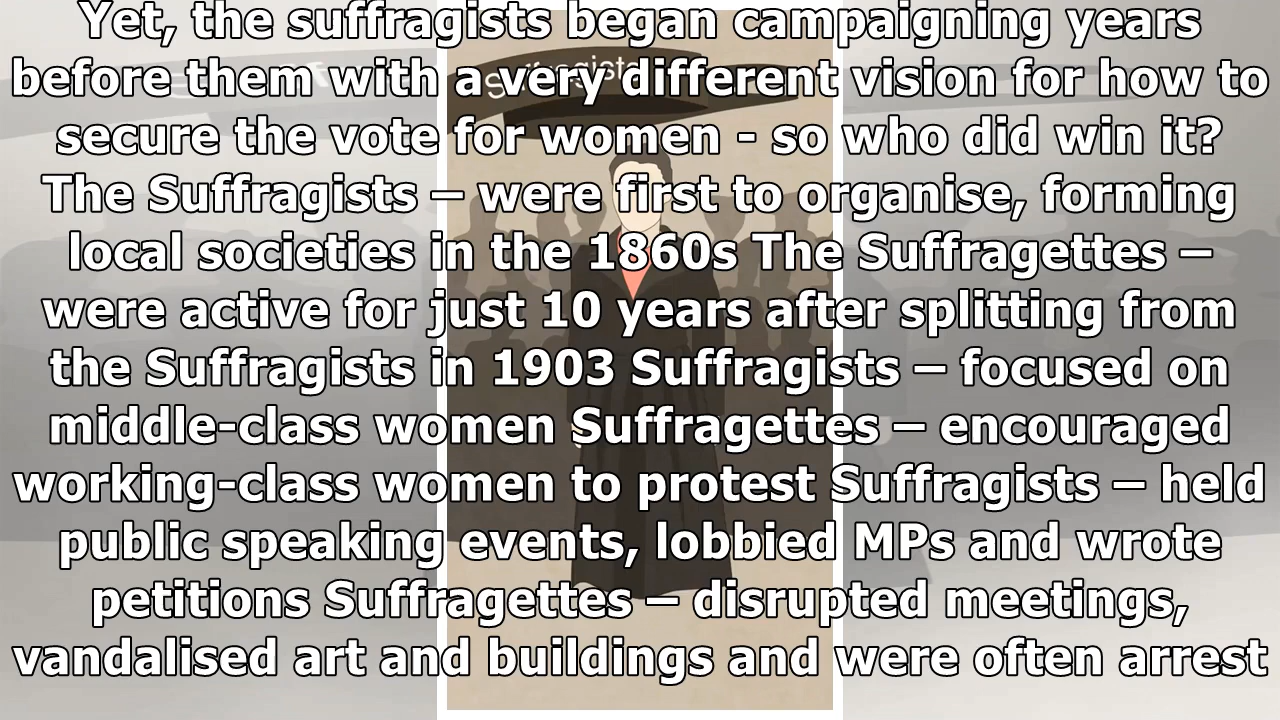 Yet, the suffragists began campaigning years
before them with a very different vision for how to
secure the vote for women - so who did win it?
The Suffragists – were first to organise, forming
local societies in the 1860s The Suffragettes –
were active for just 10 years after splitting from
the Suffragists in 1903 Suffragists – focused on
middle-class women Suffragettes – encouraged
working-class women to protest Suffragists – held
public speaking events, lobbied MPs and wrote
petitions Suffragettes – disrupted meetings,
vandalised art and buildings and were often arrest